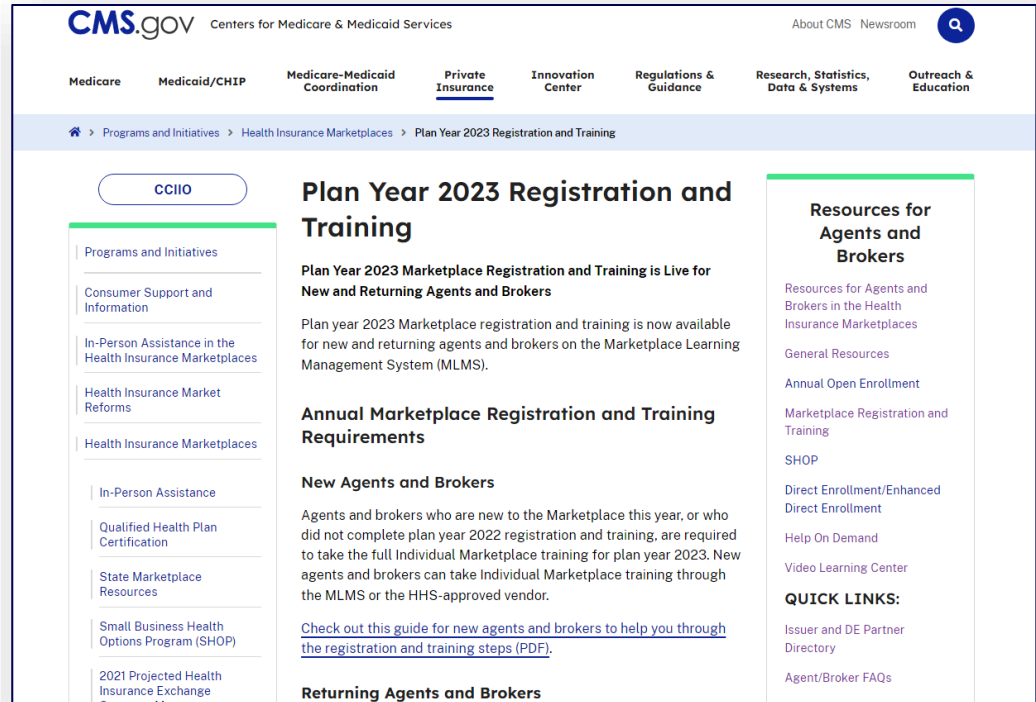 CMS.gov Centers for Medicare & Medicaid Services
About CMS Newsroom
Medicare
Medicaid/CHIP
Medicare-Medicaid
Coordination
Private
Insurance
Innovation
Center
Regulations &
Guidance
Research, Statistics,
Data & Systems
Outreach &
Education
> Programs and Initiatives > Health Insurance Marketplaces > Plan Year 2023 Registration and Training
CCIIO
Programs and Initiatives
Consumer Support and
Information
In-Person Assistance in the
Health Insurance Marketplaces
Health Insurance Market
Reforms
Health Insurance Marketplaces
In-Person Assistance
Qualified Health Plan
Certification
State Marketplace
Resources
Small Business Health
Options Program (SHOP)
2021 Projected Health
Insurance Exchange
Plan Year 2023 Registration and
Training
Plan Year 2023 Marketplace Registration and Training is Live for
New and Returning Agents and Brokers
Plan year 2023 Marketplace registration and training is now available
for new and returning agents and brokers on the Marketplace Learning
Management System (MLMS).
Annual Marketplace Registration and Training
Requirements
New Agents and Brokers
Agents and brokers who are new to the Marketplace this year, or who
did not complete plan year 2022 registration and training, are required
to take the full Individual Marketplace training for plan year 2023. New
agents and brokers can take Individual Marketplace training through
the MLMS or the HHS-approved vendor.
Check out this guide for new agents and brokers to help you through
the registration and training steps (PDF).
Returning Agents and Brokers
Resources for
Agents and
Brokers
Resources for Agents and
Brokers in the Health
Insurance Marketplaces
General Resources
Annual Open Enrollment
Marketplace Registration and
Training
SHOP
Direct Enrollment/Enhanced
Direct Enrollment
Help On Demand
Video Learning Center
QUICK LINKS:
Issuer and DE Partner
Directory
Agent/Broker FAQs